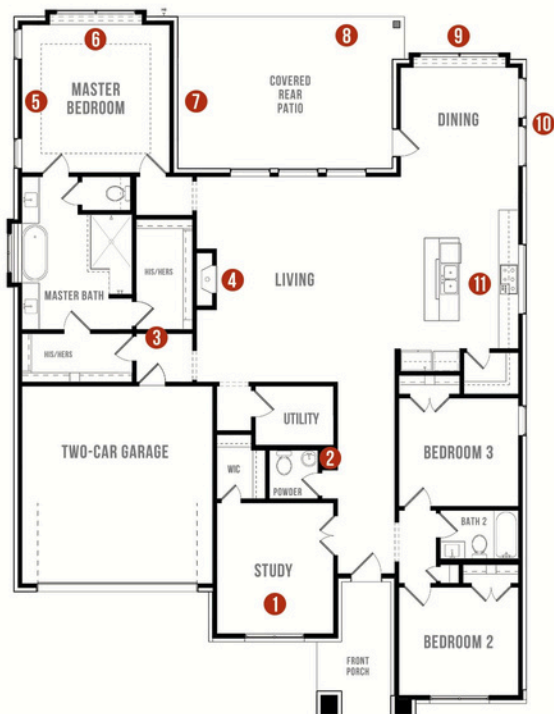 6
8
9
5
MASTER
BEDROOM
7
COVERED
REAR
PATIO
DINING
10
4
LIVING
11
HIS/HERS
MASTER BATH
3
HIS/HERS
UTILITY
TWO-CAR GARAGE
2
WIC
POWDER
BEDROOM 3
BATH 2
STUDY
1
BEDROOM 2
FRONT
PORCH